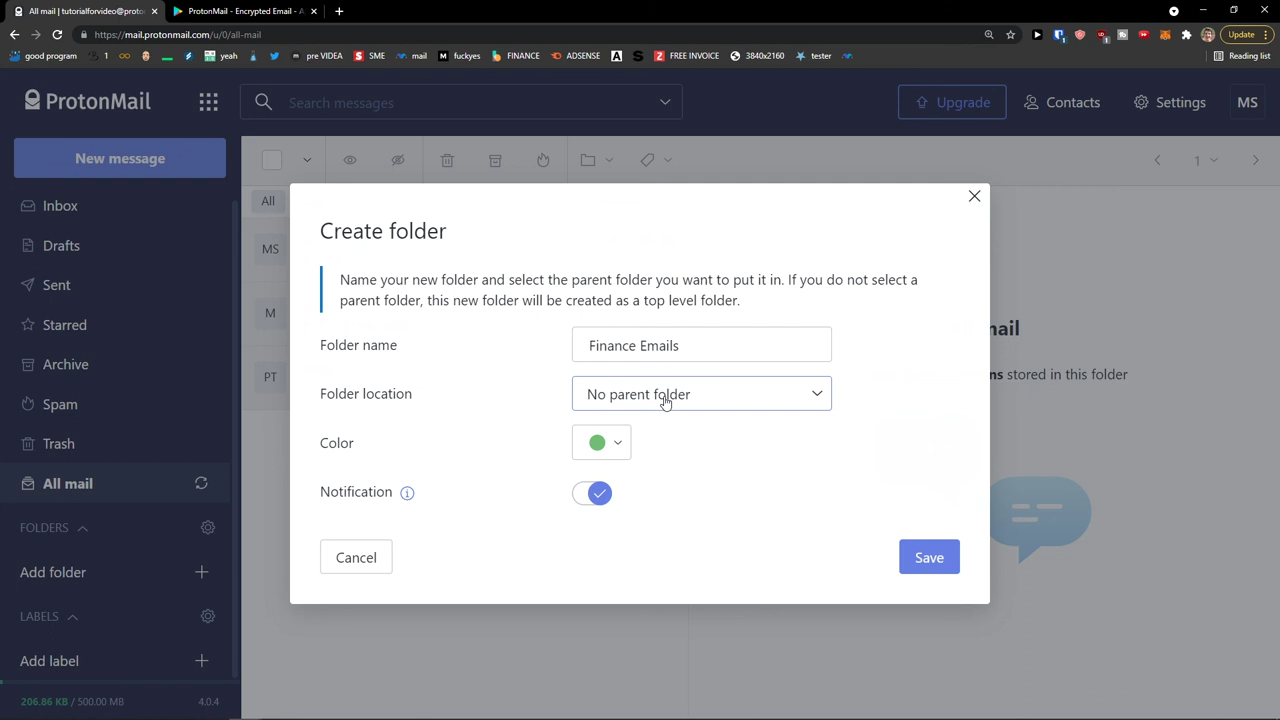 All mail | tutorialforvideo@proto
ProtonMail - Encrypted Email - A
https://mail.protonmail.com/u/0/all-mail
Update
good program
1
yeah
pre VIDEA
SME
mail
fuckyes
FINANCE
ADSENSE
FREE INVOICE
3840x2160
tester
Reading list
ProtonMail
Search messages
Upgrade
Contacts
Settings
MS
New message
1
Inbox
Drafts
Sent
Starred
Archive
Spam
Trash
All mail
FOLDERS
Add folder
LABELS
Add label
206.86 KB / 500.00 MB
4.0.4
All
MS
M
PT
Create folder
Name your new folder and select the parent folder you want to put it in. If you do not select a
parent folder, this new folder will be created as a top level folder.
Folder name
Finance Emails
Folder location
No parent folder
Color
Notification
Cancel
Save
ail
ns stored in this folder